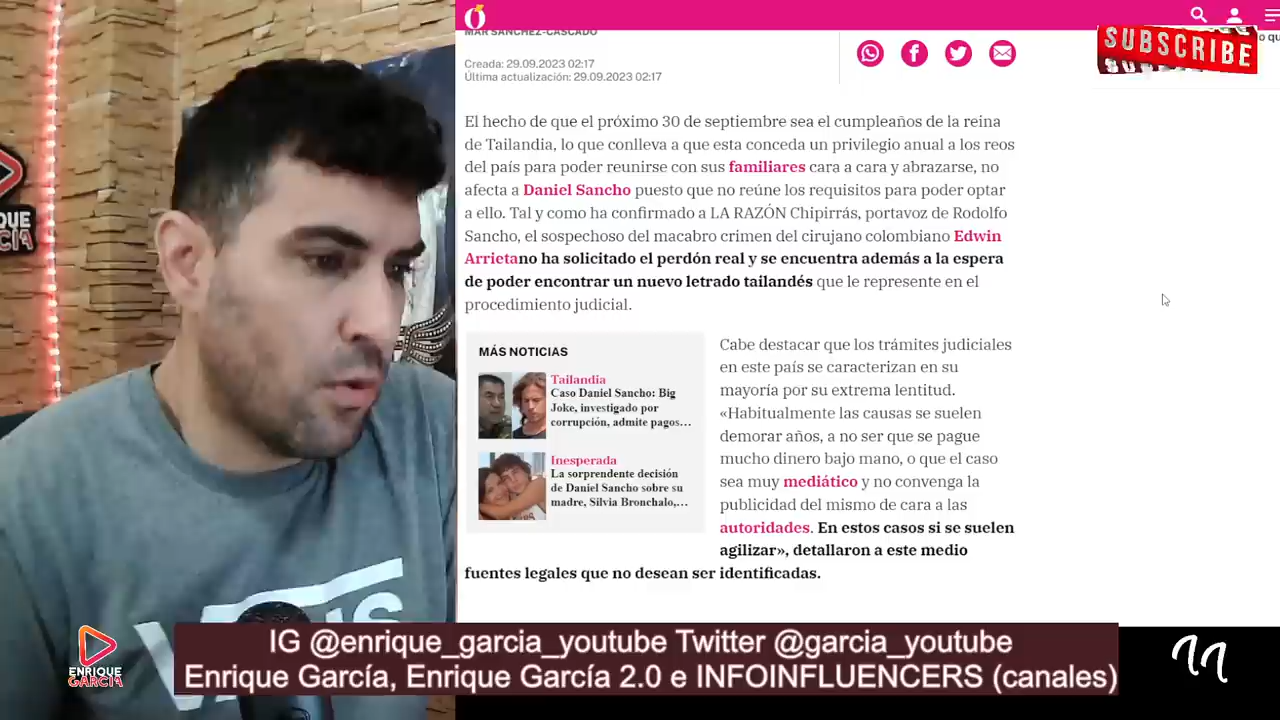 MAR SÁNCHEZ-CASCADO
Creada: 29.09.2023 02:17
Última actualización: 29.09.2023 02:17
SUBSCRIBE
El hecho de que el próximo 30 de septiembre sea el cumpleaños de la reina
de Tailandia, lo que conlleva a que esta conceda un privilegio anual a los reos
del país para poder reunirse con sus familiares cara a cara y abrazarse, no
afecta a Daniel Sancho puesto que no reúne los requisitos para poder optar
a ello. Tal y como ha confirmado a LA RAZÓN Chipirrás, portavoz de Rodolfo
Sancho, el sospechoso del macabro crimen del cirujano colombiano Edwin
Arrietano ha solicitado el perdón real y se encuentra además a la espera
de poder encontrar un nuevo letrado tailandés que le represente en el
procedimiento judicial.
MÁS NOTICIAS
Tailandia
Caso Daniel Sancho: Big
Joke, investigado por
corrupción, admite pagos...
Inesperada
La sorprendente decisión
de Daniel Sancho sobre su
madre, Silvia Bronchalo,...
Cabe destacar que los trámites judiciales
en este país se caracterizan en su
mayoría por su extrema lentitud.
«Habitualmente las causas se suelen
demorar años, a no ser que se pague
mucho dinero bajo mano, o que el caso
sea muy mediático y no convenga la
publicidad del mismo de cara a las
autoridades. En estos casos si se suelen
agilizar», detallaron a este medio
fuentes legales que no desean ser identificadas.
IG @enrique_garcia_youtube Twitter @garcia_youtube
Enrique García, Enrique García 2.0 e INFOINFLUENCERS (canales)
ENRIQUE
GARCÍA